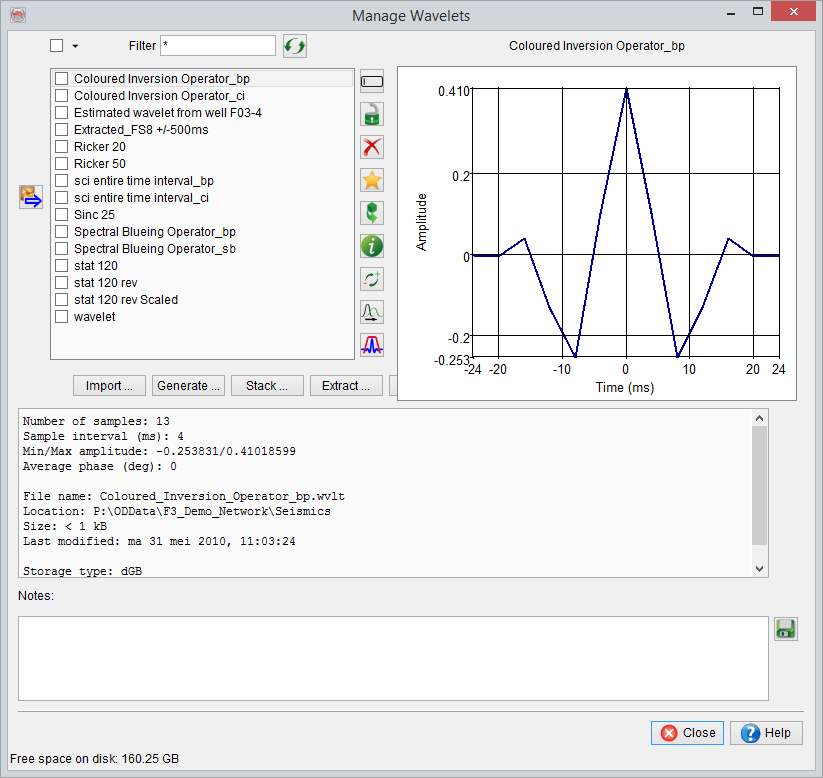 Manage Wavelets
Filter *
Coloured Inversion Operator_bp
Coloured Inversion Operator_bp
Coloured Inversion Operator_ci
Estimated wavelet from well F03-4
Extracted_FS8 +/-500ms
Ricker 20
Ricker 50
sci entire time interval_bp
sci entire time interval_ci
Sinc 25
Spectral Blueing Operator_bp
Spectral Blueing Operator_sb
stat 120
stat 120 rev
stat 120 rev Scaled
wavelet
Amplitude
0.410
0.2
0
-0.2
-0.253
-24 -20 -10 0 10 20 24
Time (ms)
Import ... Generate ... Stack ... Extract ...
Number of samples: 13
Sample interval (ms): 4
Min/Max amplitude: -0.253831/0.41018599
Average phase (deg): 0
File name: Coloured_Inversion_Operator_bp.wvlt
Location: P:\ODData\F3_Demo_Network\Seismics
Size: < 1 kB
Last modified: ma 31 mei 2010, 11:03:24
Storage type: dGB
Notes:
Close Help
Free space on disk: 160.25 GB